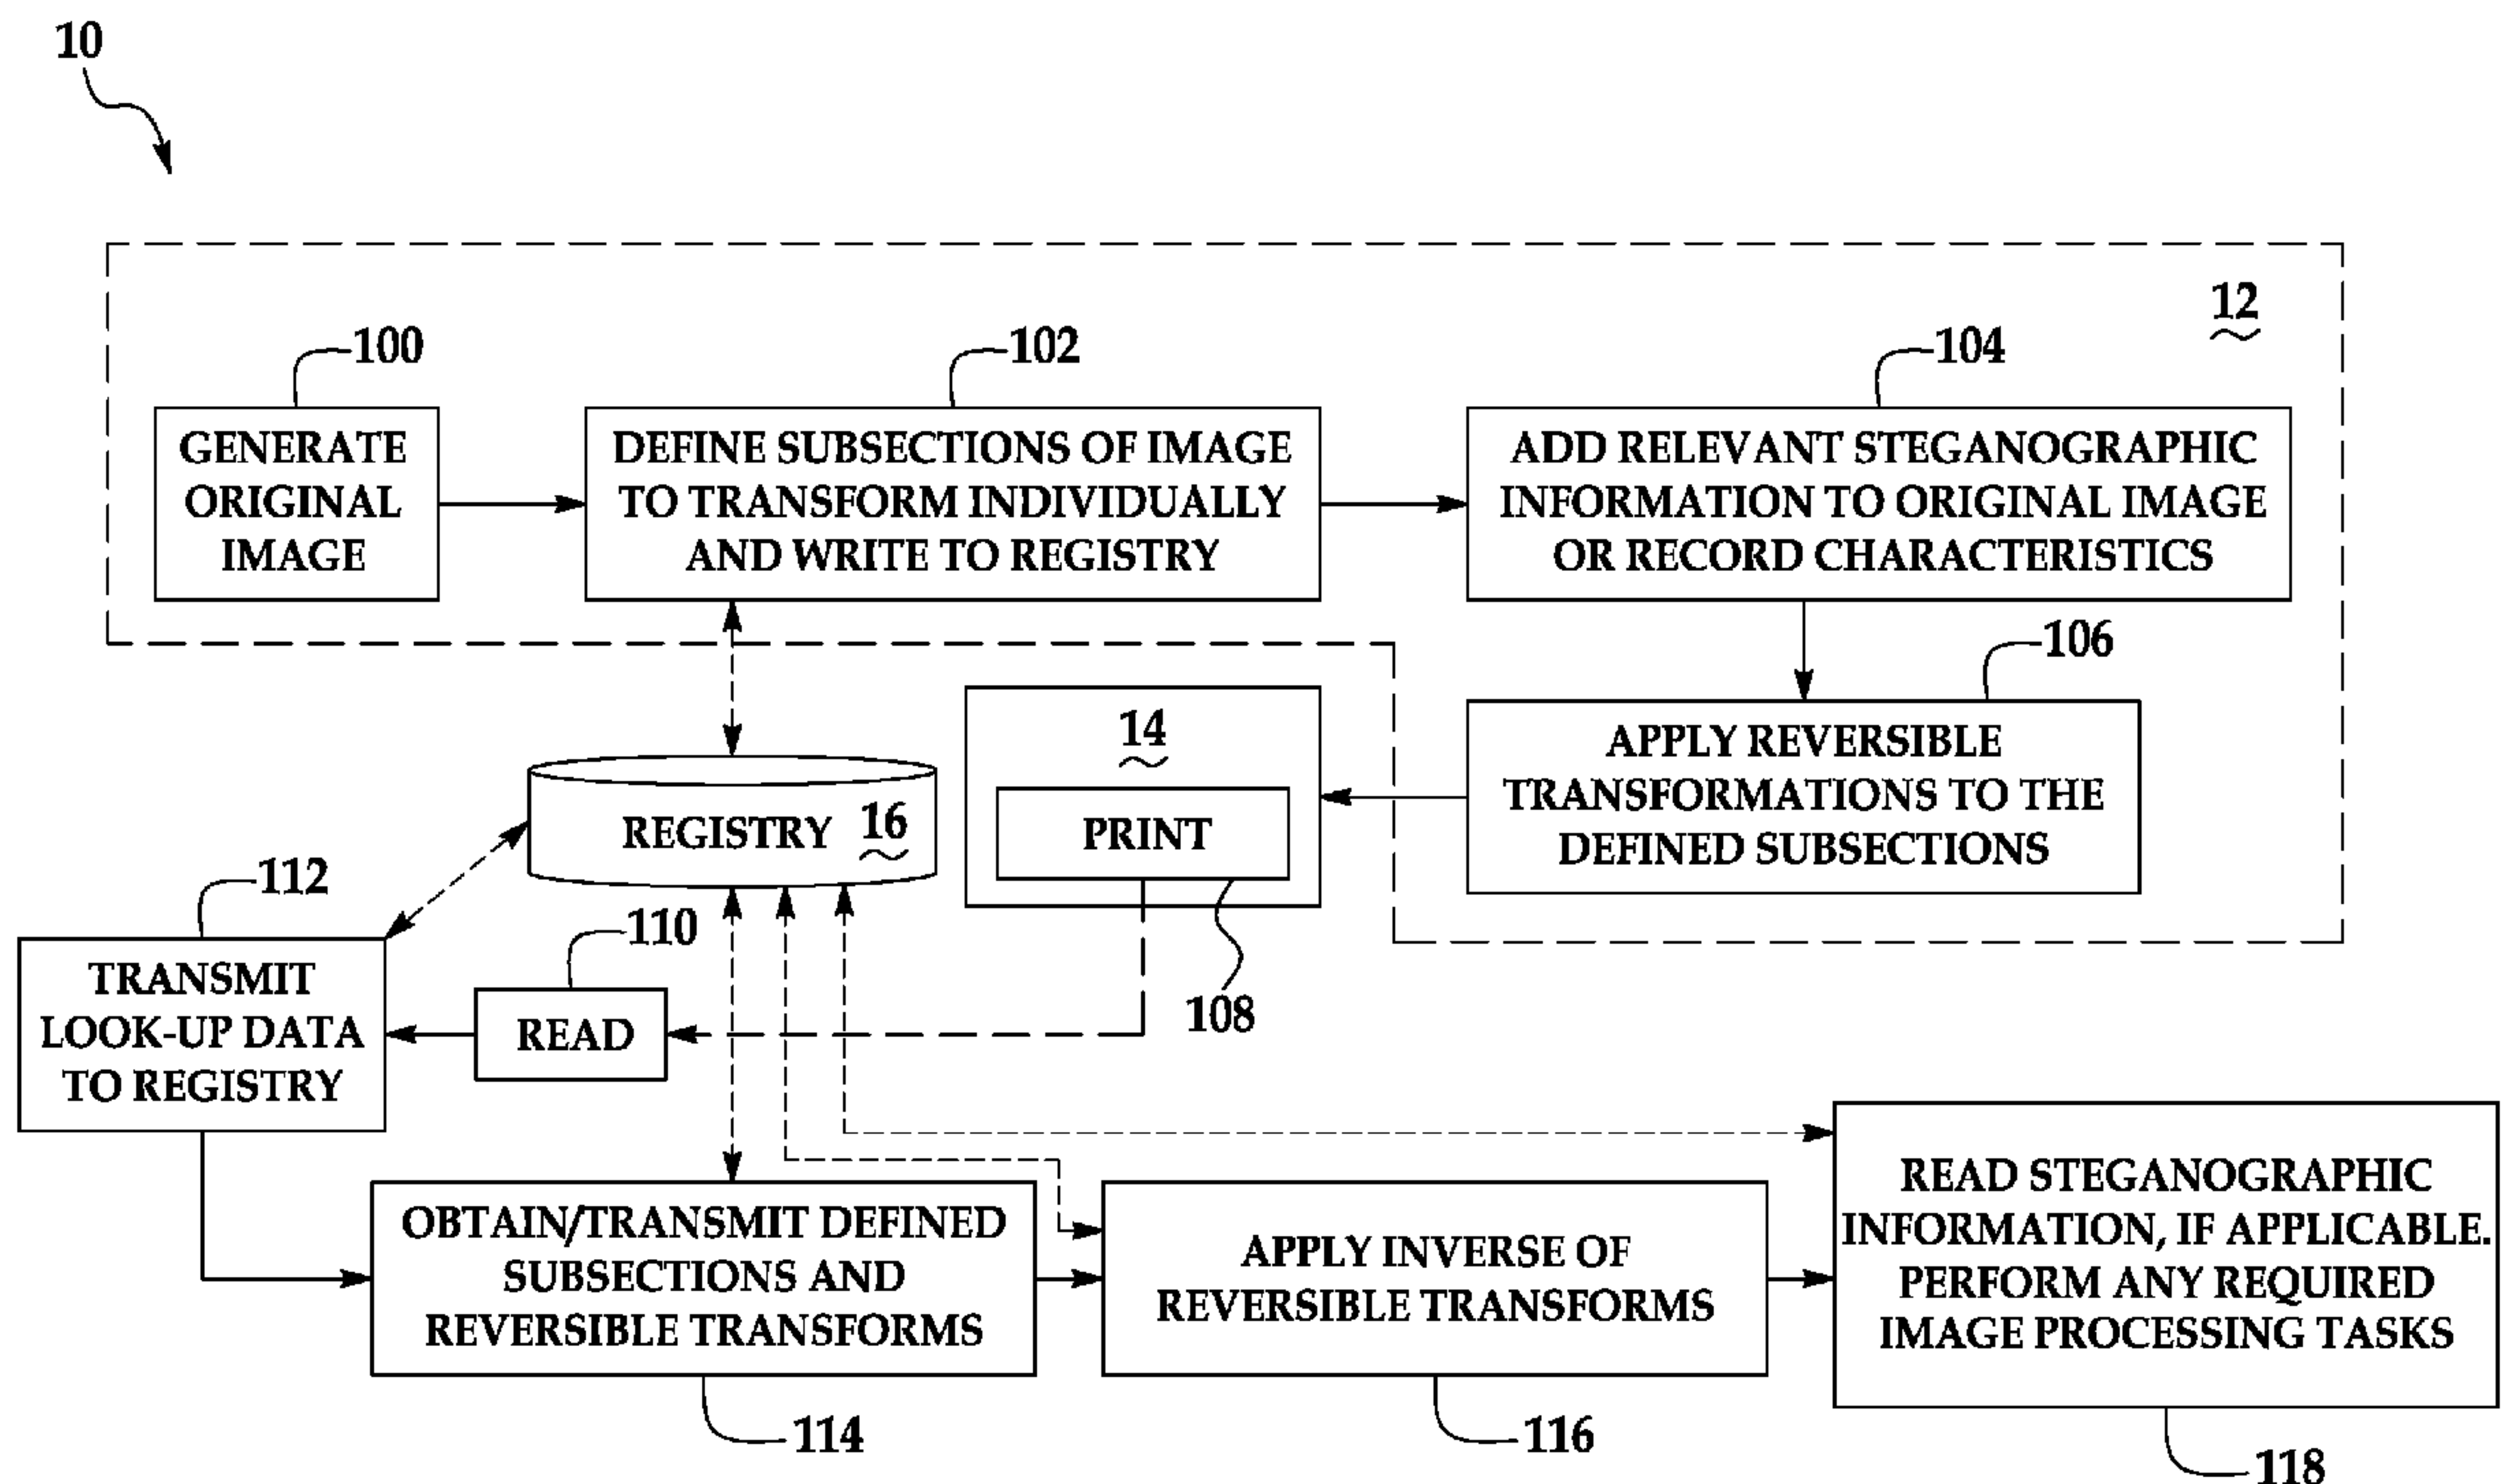 10
12
100
102
104
GENERATE
ORIGINAL
IMAGE
DEFINE SUBSECTIONS OF IMAGE
TO TRANSFORM INDIVIDUALLY
AND WRITE TO REGISTRY
ADD RELEVANT STEGANOGRAPHIC
INFORMATION TO ORIGINAL IMAGE
OR RECORD CHARACTERISTICS
106
APPLY REVERSIBLE
TRANSFORMATIONS TO THE
DEFINED SUBSECTIONS
14
PRINT
108
REGISTRY 16
112
TRANSMIT
LOOK-UP DATA
TO REGISTRY
110
READ
OBTAIN/TRANSMIT DEFINED
SUBSECTIONS AND
REVERSIBLE TRANSFORMS
114
APPLY INVERSE OF
REVERSIBLE TRANSFORMS
116
READ STEGANOGRAPHIC
INFORMATION, IF APPLICABLE.
PERFORM ANY REQUIRED
IMAGE PROCESSING TASKS
118